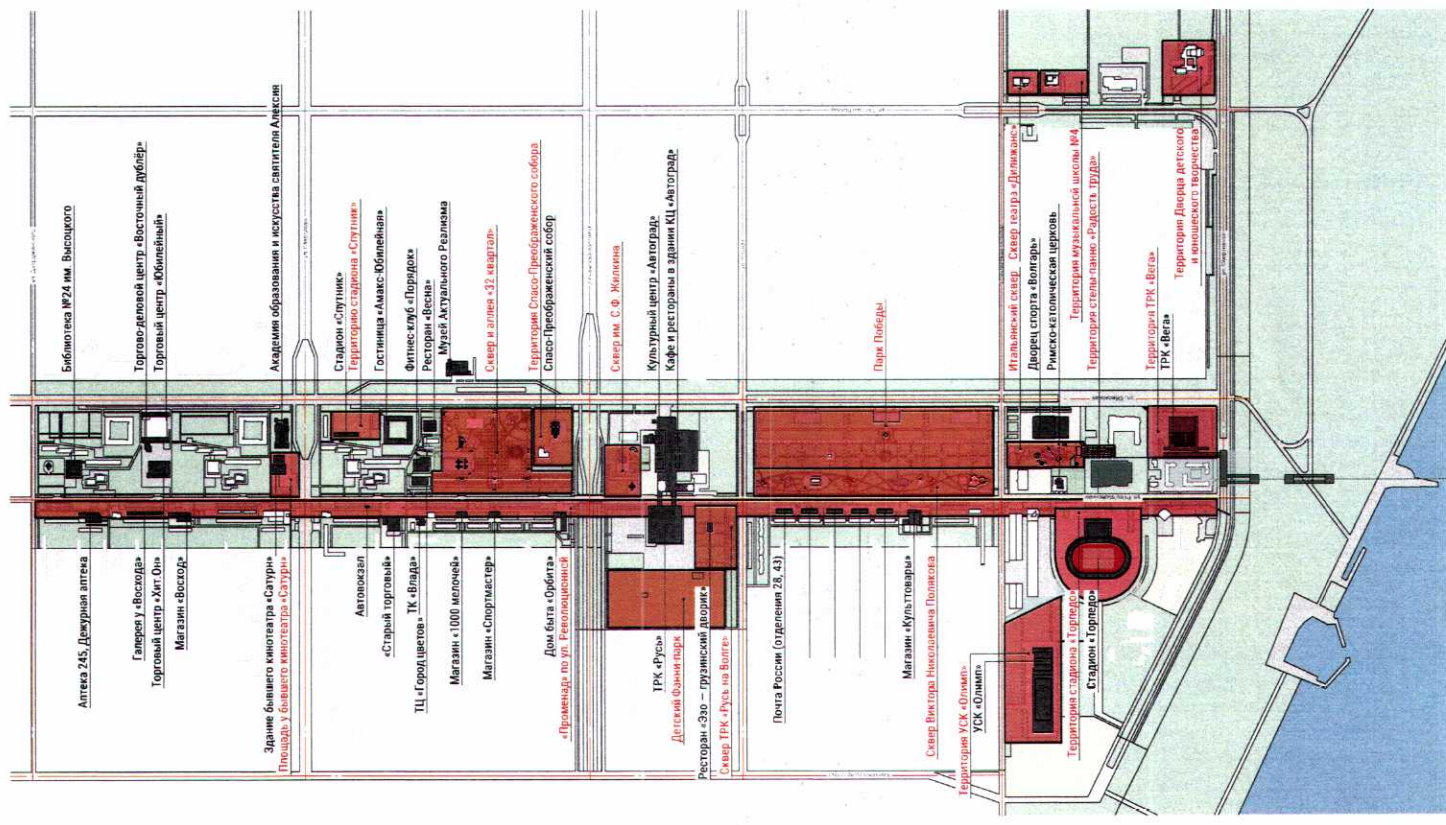 Библиотека №24 им. Высоцкого
Торгово-деловой центр «Восточный дублёр»
Торговый центр «Юбилейный»
Академия образования и искусства святителя Алексия
Стадион «Спутник»
Территорию стадиона «Спутник»
Гостиница «Амакс-Юбилейная»
Фитнес-клуб «Порядок»
Ресторан «Весна»
Музей Актуального Реализма
Сквер и аллея «32 квартал»
Территория Спасо-Преображенского собора
Спасо-Преображенский собор
Сквер им. С.Ф. Жилкина
Культурный центр «Автоград»
Кафе и рестораны в здании КЦ «Автоград»
Парк Победы
Итальянский сквер
Сквер театра «Дилижанс»
Дворец спорта «Волгарь»
Римско-католическая церковь
Территория музыкальной школы №4
Территория стелы-панно «Радость труда»
Территория ТРК «Вега»
ТРК «Вега»
Территория Дворца детского
и юношеского творчества
Аптека 245, Дежурная аптека
Галерея у «Восхода»
Торговый центр «Хит.Он»
Магазин «Восход»
Здание бывшего кинотеатра «Сатурн»
Площадь у бывшего кинотеатра «Сатурн»
Автовокзал
«Старый торговый»
ТЦ «Город цветов»
ТК «Влада»
Магазин «1000 мелочей»
Магазин «Спортмастер»
Дом быта «Орбита»
«Променад» по ул. Революционной
ТРК «Русь»
Детский Фанни-парк
Ресторан «Эзо – грузинский дворик»
Сквер ТРК «Русь на Волге»
Почта России (отделения 28, 43)
Магазин «Культтовары»
Сквер Виктора Николаевича Полякова
Территория УСК «Олимп»
УСК «Олимп»
Территория стадиона «Торпедо»
Стадион «Торпедо»